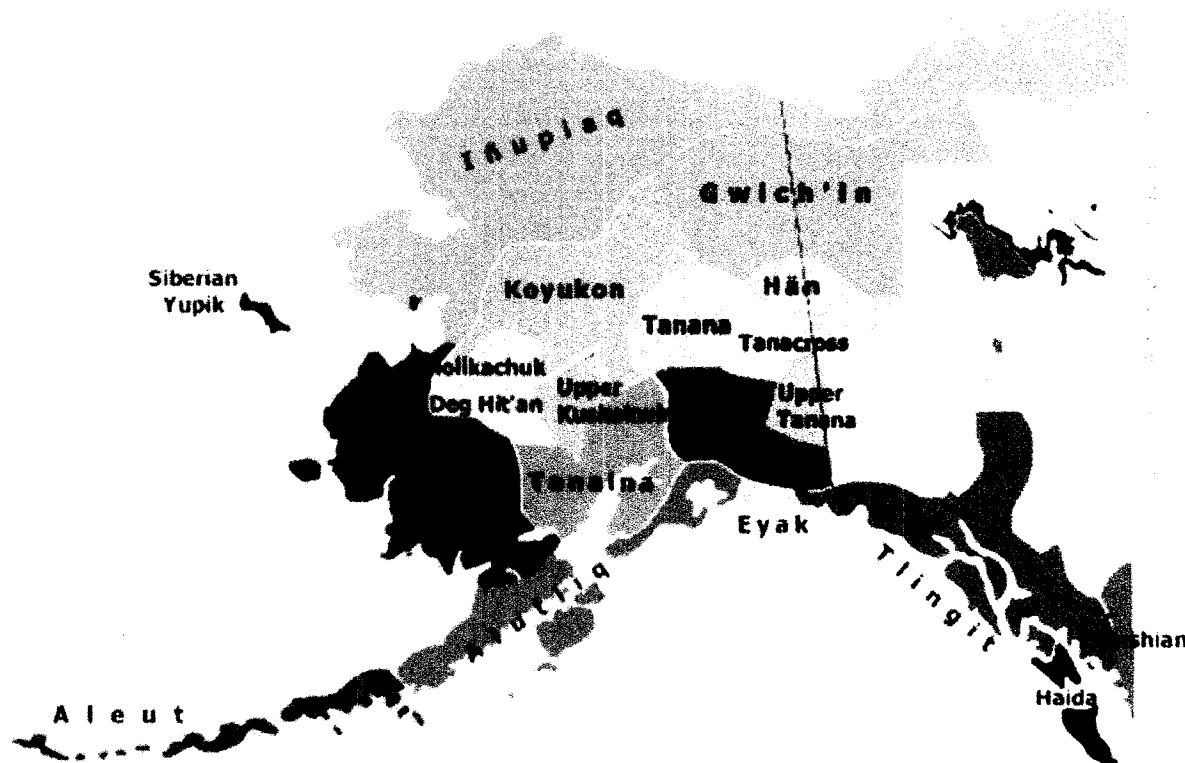 Iñupiaq
Gwich'in
Siberian
Yupik
Koyukon
Hän
Tanana
Tanacross
Deg Hit'an
Upper
Upper
Tanana
Eyak
Tlingit
Haida
Aleut